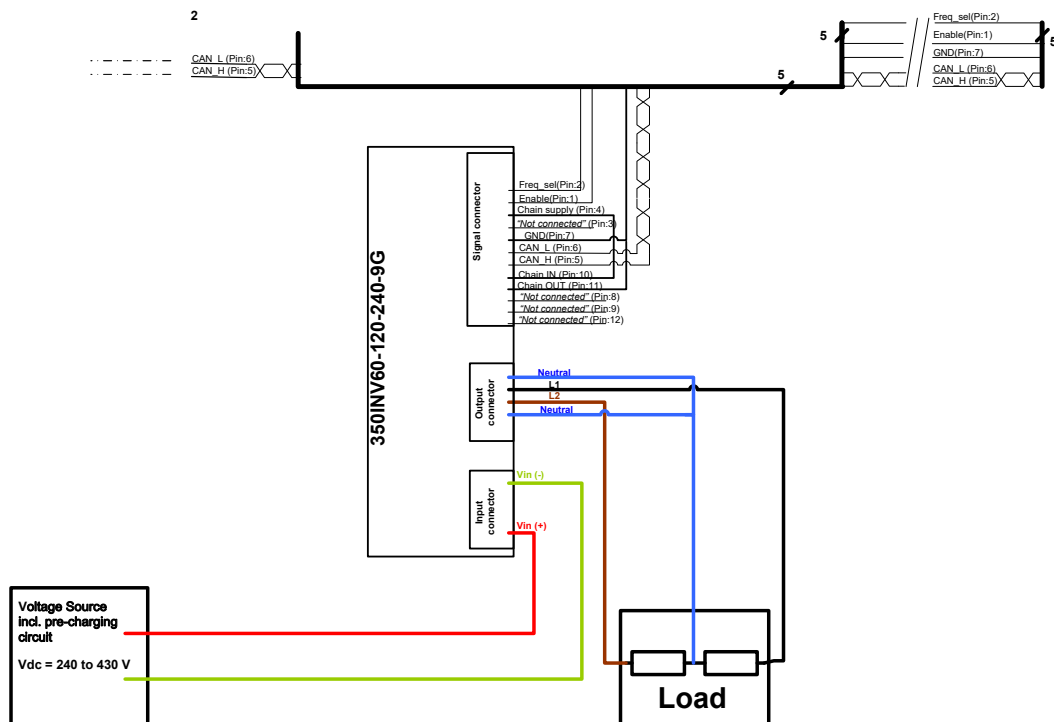 2
CAN_L (Pin:6)
CAN_H (Pin:5)
5
5
Freq_sel(Pin:2)
Enable(Pin:1)
GND(Pin:7)
CAN_L (Pin:6)
CAN_H (Pin:5)
5
350INV60-120-240-9G
Signal connector
Freq_sel(Pin:2)
Enable(Pin:1)
Chain supply (Pin:4)
"Not connected" (Pin:3)
GND(Pin:7)
CAN_L (Pin:6)
CAN_H (Pin:5)
Chain IN (Pin:10)
Chain OUT (Pin:11)
"Not connected" (Pin:8)
"Not connected" (Pin:9)
"Not connected" (Pin:12)
Output
connector
Neutral
L1
L2
Neutral
Input
connector
Vin (-)
Vin (+)
Voltage Source
incl. pre-charging
circuit
Vdc = 240 to 430 V
Load